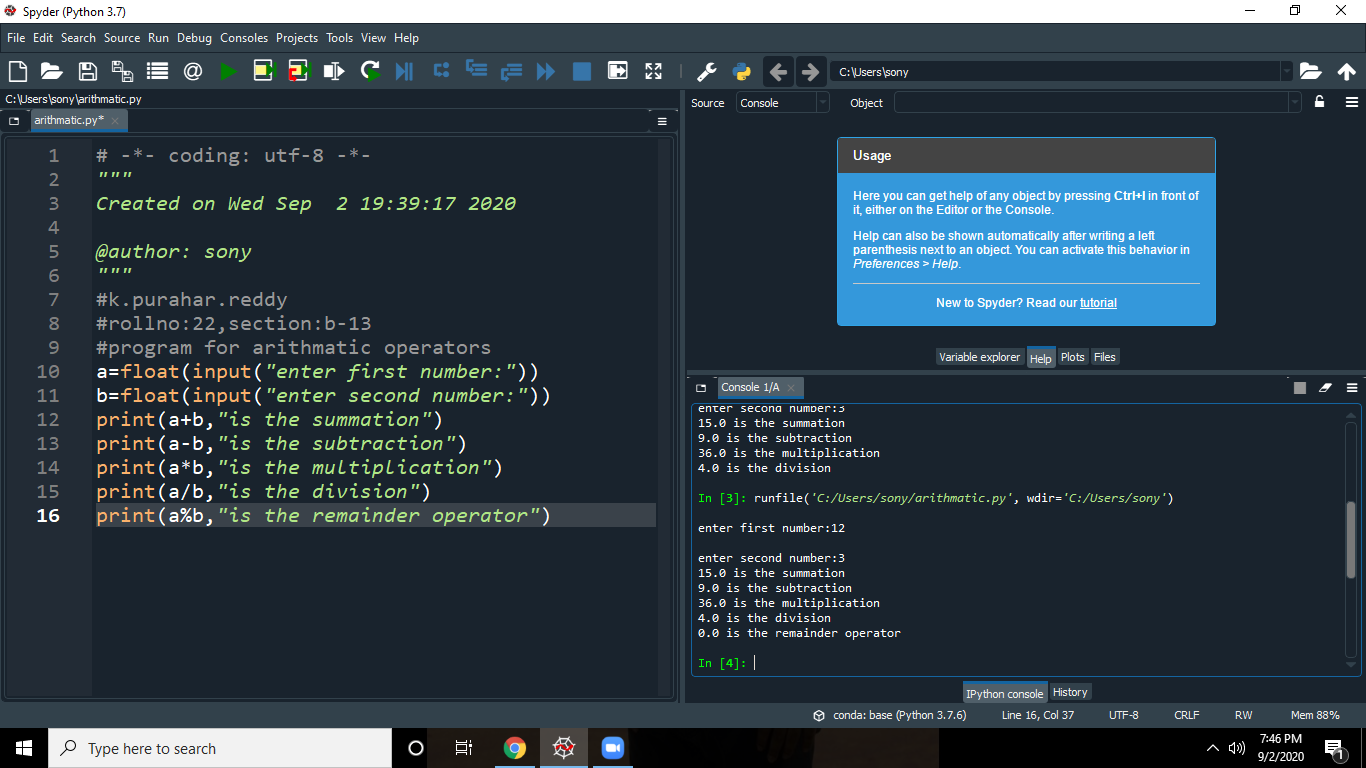 Spyder (Python 3.7)
File Edit Search Source Run Debug Consoles Projects Tools View Help
C:\Users\sony
C:\Users\sony\arithmatic.py
arithmatic.py*
1 # -*- coding: utf-8 -*-
2 """
3 Created on Wed Sep  2 19:39:17 2020
4
5 @author: sony
6 """
7 #k.purahar.reddy
8 #rollno:22,section:b-13
9 #program for arithmatic operators
10 a=float(input("enter first number:"))
11 b=float(input("enter second number:"))
12 print(a+b,"is the summation")
13 print(a-b,"is the subtraction")
14 print(a*b,"is the multiplication")
15 print(a/b,"is the division")
16 print(a%b,"is the remainder operator")
Source Console Object
Usage
Here you can get help of any object by pressing Ctrl+I in front of
it, either on the Editor or the Console.
Help can also be shown automatically after writing a left
parenthesis next to an object. You can activate this behavior in
Preferences > Help.
New to Spyder? Read our tutorial
Variable explorer Help Plots Files
Console 1/A
enter second number:3
15.0 is the summation
9.0 is the subtraction
36.0 is the multiplication
4.0 is the division
In [3]: runfile('C:/Users/sony/arithmatic.py', wdir='C:/Users/sony')
enter first number:12
enter second number:3
15.0 is the summation
9.0 is the subtraction
36.0 is the multiplication
4.0 is the division
0.0 is the remainder operator
In [4]:
IPython console History
conda: base (Python 3.7.6) Line 16, Col 37 UTF-8 CRLF RW Mem 88%
Type here to search
7:46 PM
9/2/2020
1